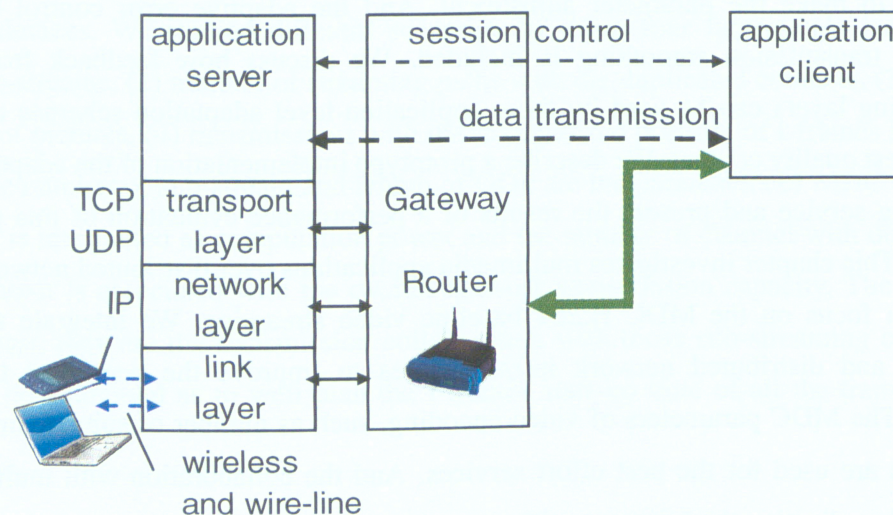 application
server
session control
application
client
data transmission
TCP
UDP
transport
layer
Gateway
IP
network
layer
Router
link
layer
wireless
and wire-line